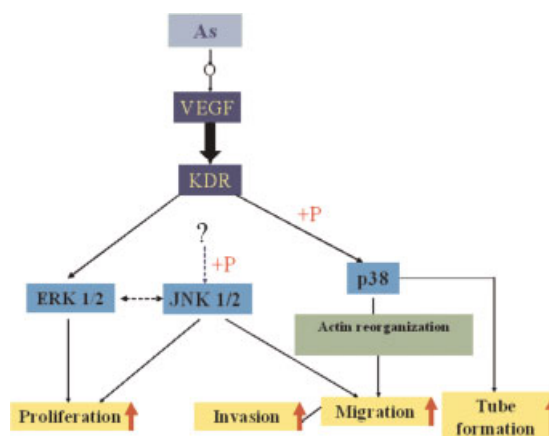 As
VEGF
KDR
+P
?
+P
p38
ERK 1/2
JNK 1/2
Actin reorganization
Proliferation
Invasion
Migration
Tube
formation